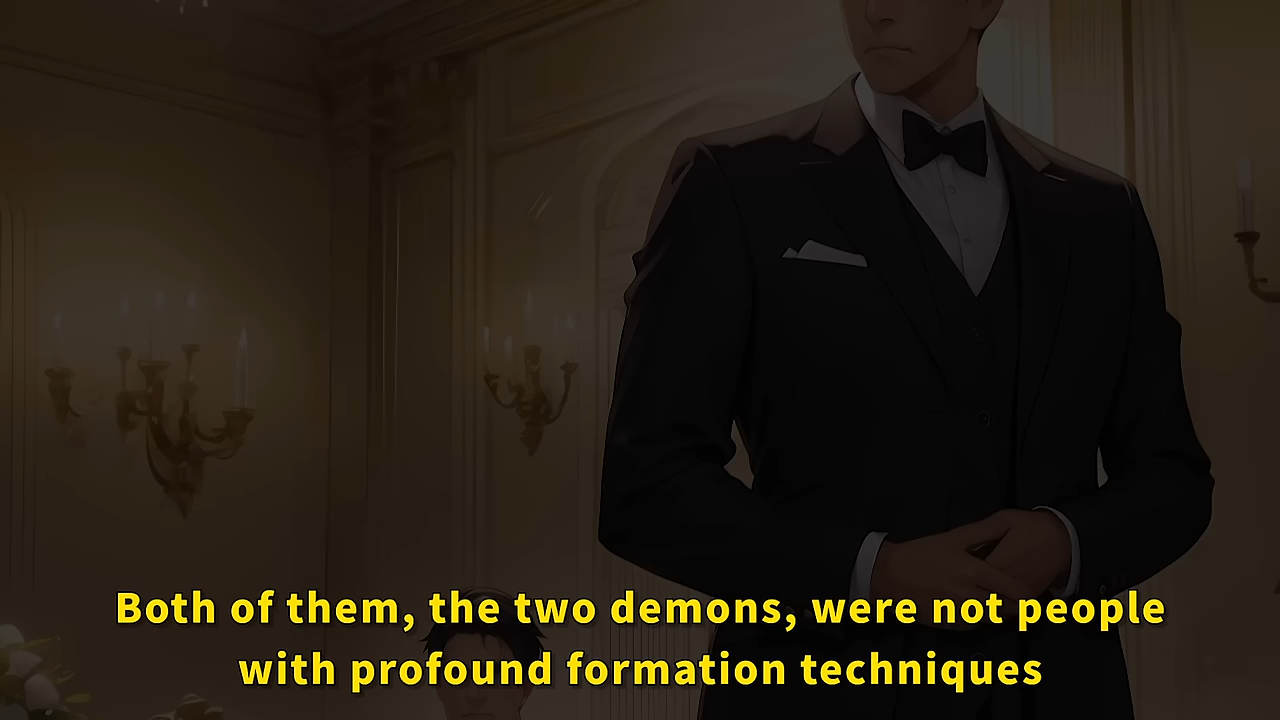 Both of them, the two demons, were not people
with profound formation techniques